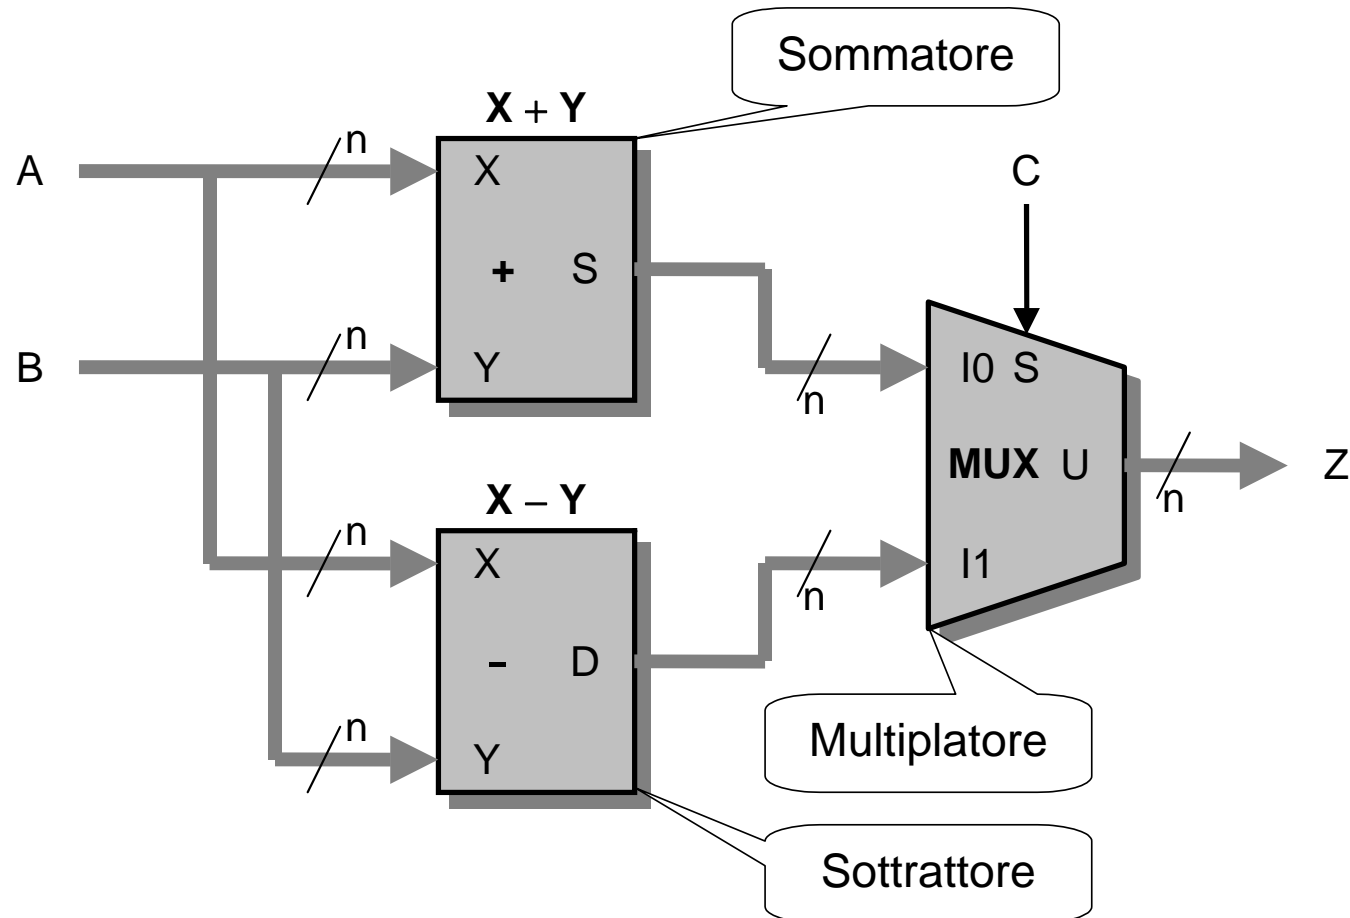 Sommatore
X + Y
n
A
X
C
+ S
n
B
Y
I0 S
n
MUX U
Z
n
X – Y
n
X
I1
n
- D
n
Y
Multiplatore
Sottrattore